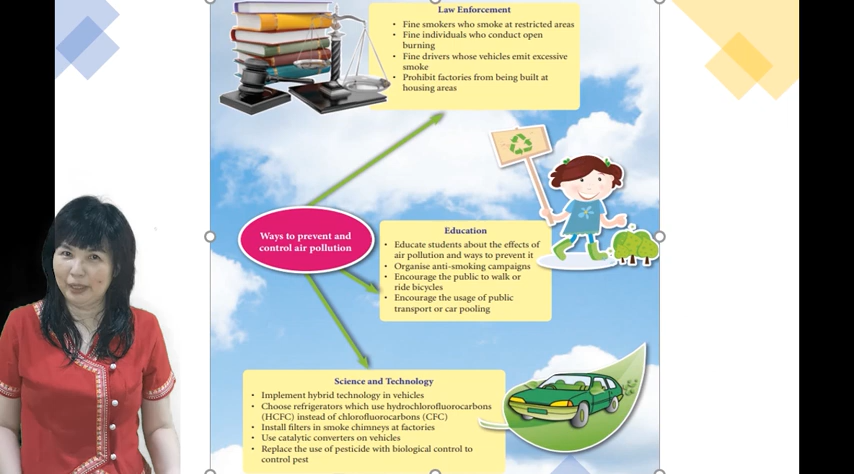 Law Enforcement
• Fine smokers who smoke at restricted areas
• Fine individuals who conduct open
burning
• Fine drivers whose vehicles emit excessive
smoke
• Prohibit factories from being built at
housing areas
Ways to prevent and
control air pollution
Education
• Educate students about the effects of
air pollution and ways to prevent it
• Organise anti-smoking campaigns
• Encourage the public to walk or
ride bicycles
• Encourage the usage of public
transport or car pooling
Science and Technology
• Implement hybrid technology in vehicles
• Choose refrigerators which use hydrochlorofluorocarbons
(HCFC) instead of chlorofluorocarbons (CFC)
• Install filters in smoke chimneys at factories
• Use catalytic converters on vehicles
• Replace the use of pesticide with biological control to
control pest